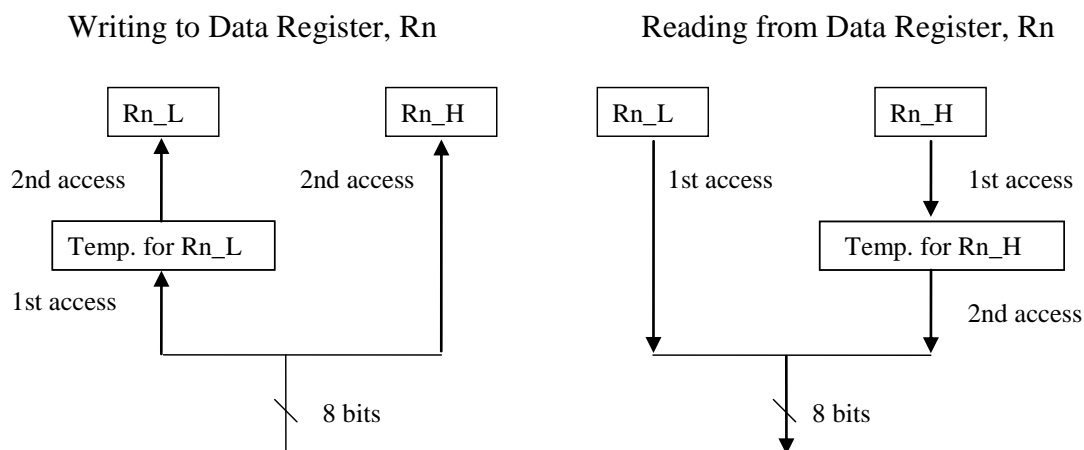 Writing to Data Register, Rn
Rn_L
Rn_H
2nd access
2nd access
Temp. for Rn_L
1st access
8 bits
Reading from Data Register, Rn
Rn_L
Rn_H
1st access
1st access
Temp. for Rn_H
2nd access
8 bits